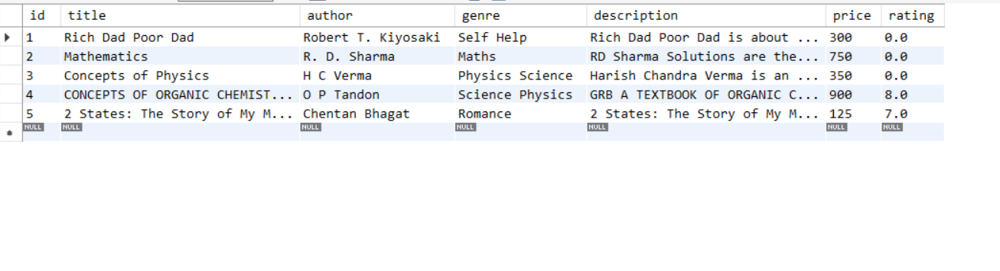 id title author genre description price rating
1 Rich Dad Poor Dad Robert T. Kiyosaki Self Help Rich Dad Poor Dad is about ... 300 0.0
2 Mathematics R. D. Sharma Maths RD Sharma Solutions are the... 750 0.0
3 Concepts of Physics H C Verma Physics Science Harish Chandra Verma is an ... 350 0.0
4 CONCEPTS OF ORGANIC CHEMIST... O P Tandon Science Physics GRB A TEXTBOOK OF ORGANIC C... 900 8.0
5 2 States: The Story of My M... Chentan Bhagat Romance 2 States: The Story of My M... 125 7.0
NULL NULL NULL NULL NULL NULL NULL